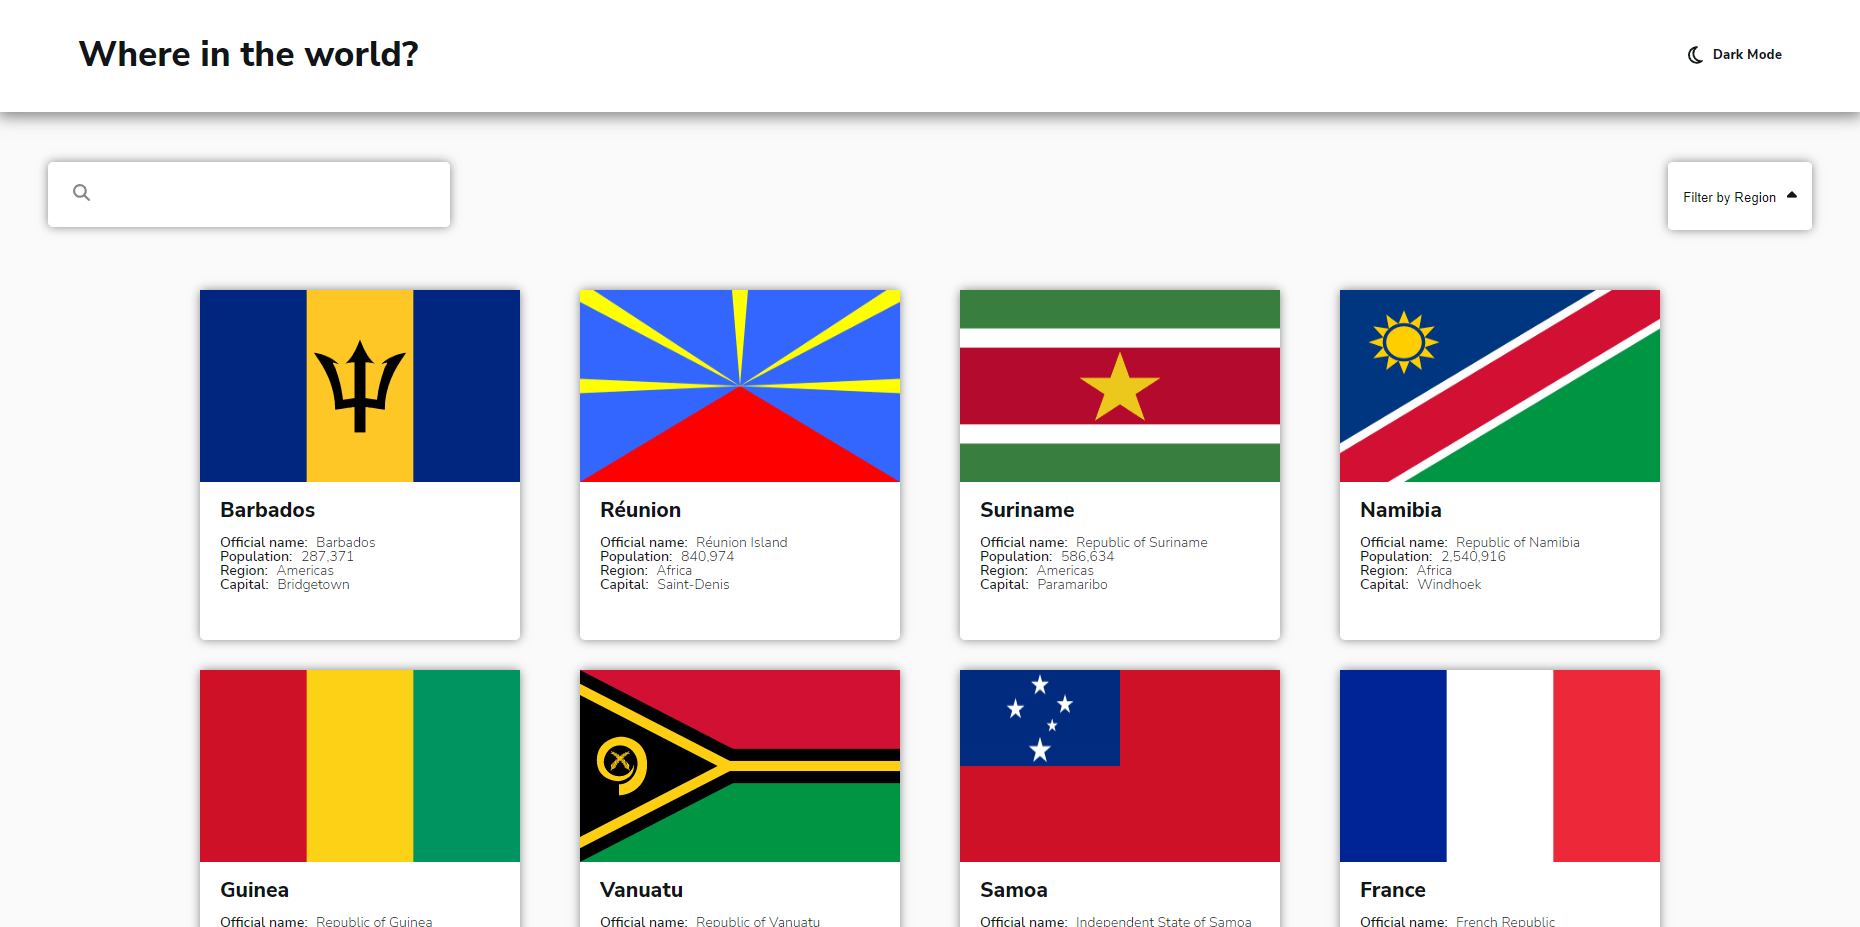 Where in the world?
Dark Mode
Filter by Region
Barbados
Official name: Barbados
Population: 287,371
Region: Americas
Capital: Bridgetown
Réunion
Official name: Réunion Island
Population: 840,974
Region: Africa
Capital: Saint-Denis
Suriname
Official name: Republic of Suriname
Population: 586,634
Region: Americas
Capital: Paramaribo
Namibia
Official name: Republic of Namibia
Population: 2,540,916
Region: Africa
Capital: Windhoek
Guinea
Official name: Republic of Guinea
Vanuatu
Official name: Republic of Vanuatu
Samoa
Official name: Independent State of Samoa
France
Official name: French Republic